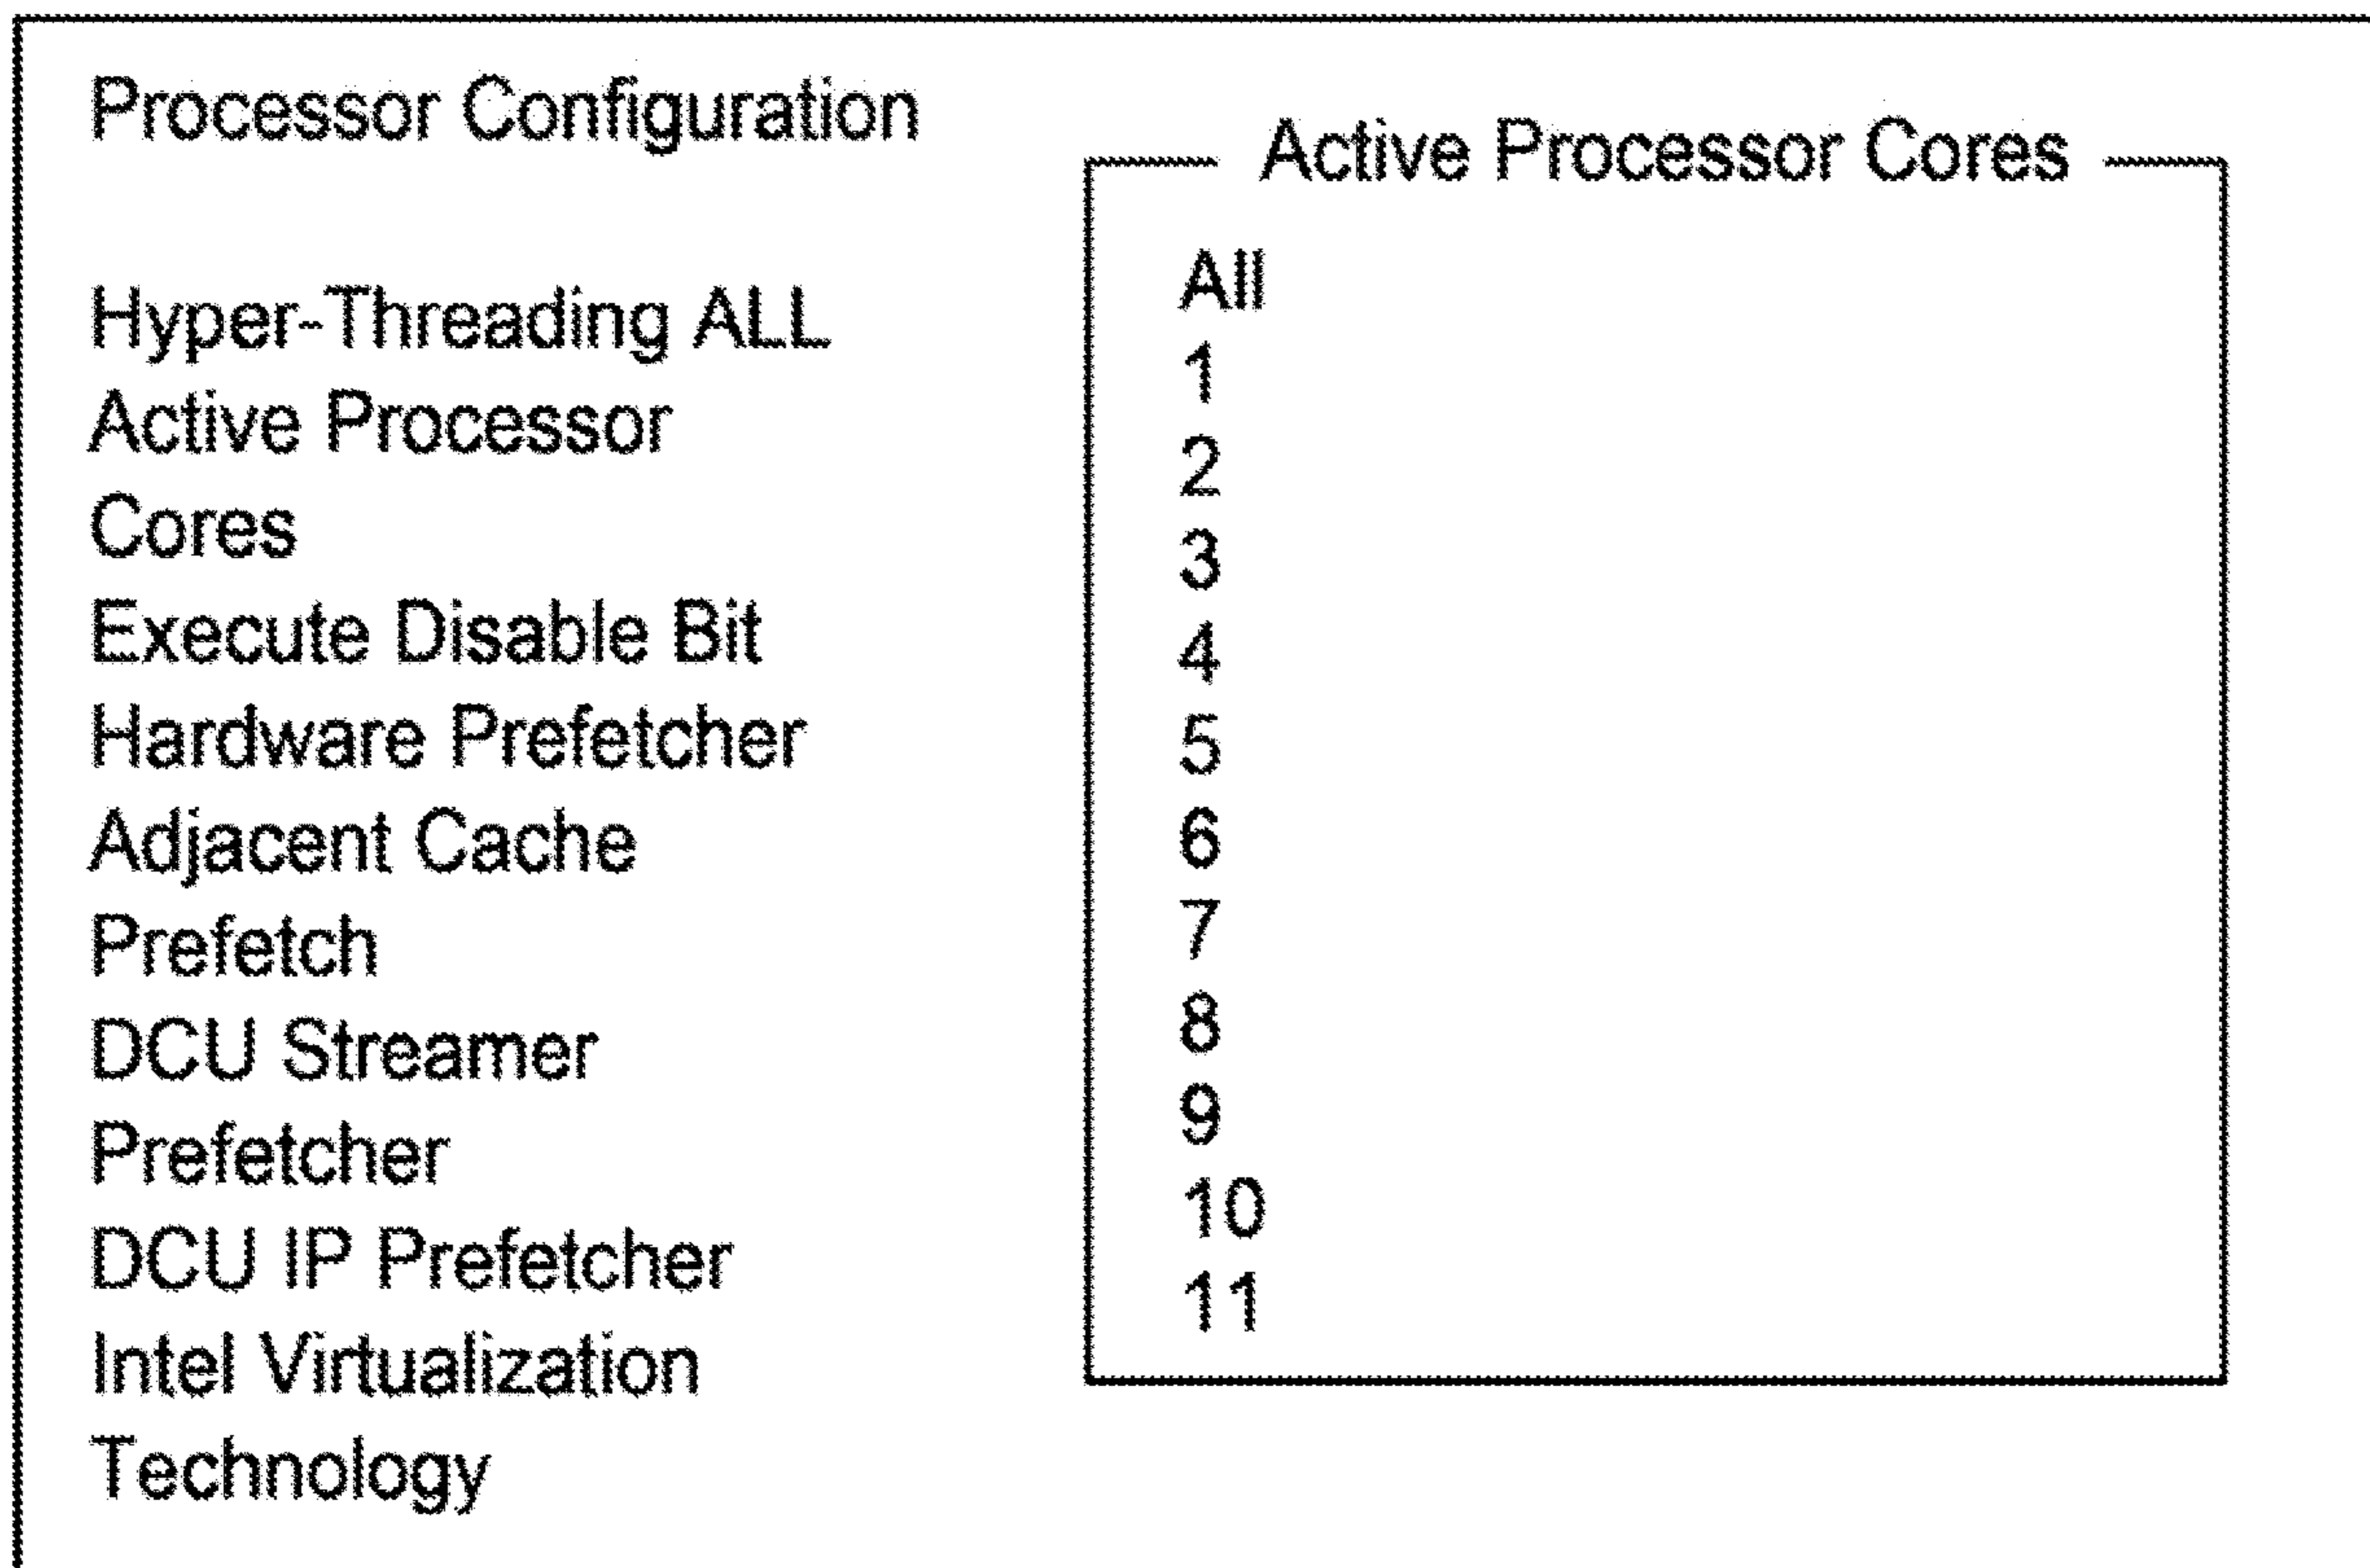 Processor Configuration
Hyper-Threading ALL
Active Processor
Cores
Execute Disable Bit
Hardware Prefetcher
Adjacent Cache
Prefetch
DCU Streamer
Prefetcher
DCU IP Prefetcher
Intel Virtualization
Technology
Active Processor Cores
All
1
2
3
4
5
6
7
8
9
10
11